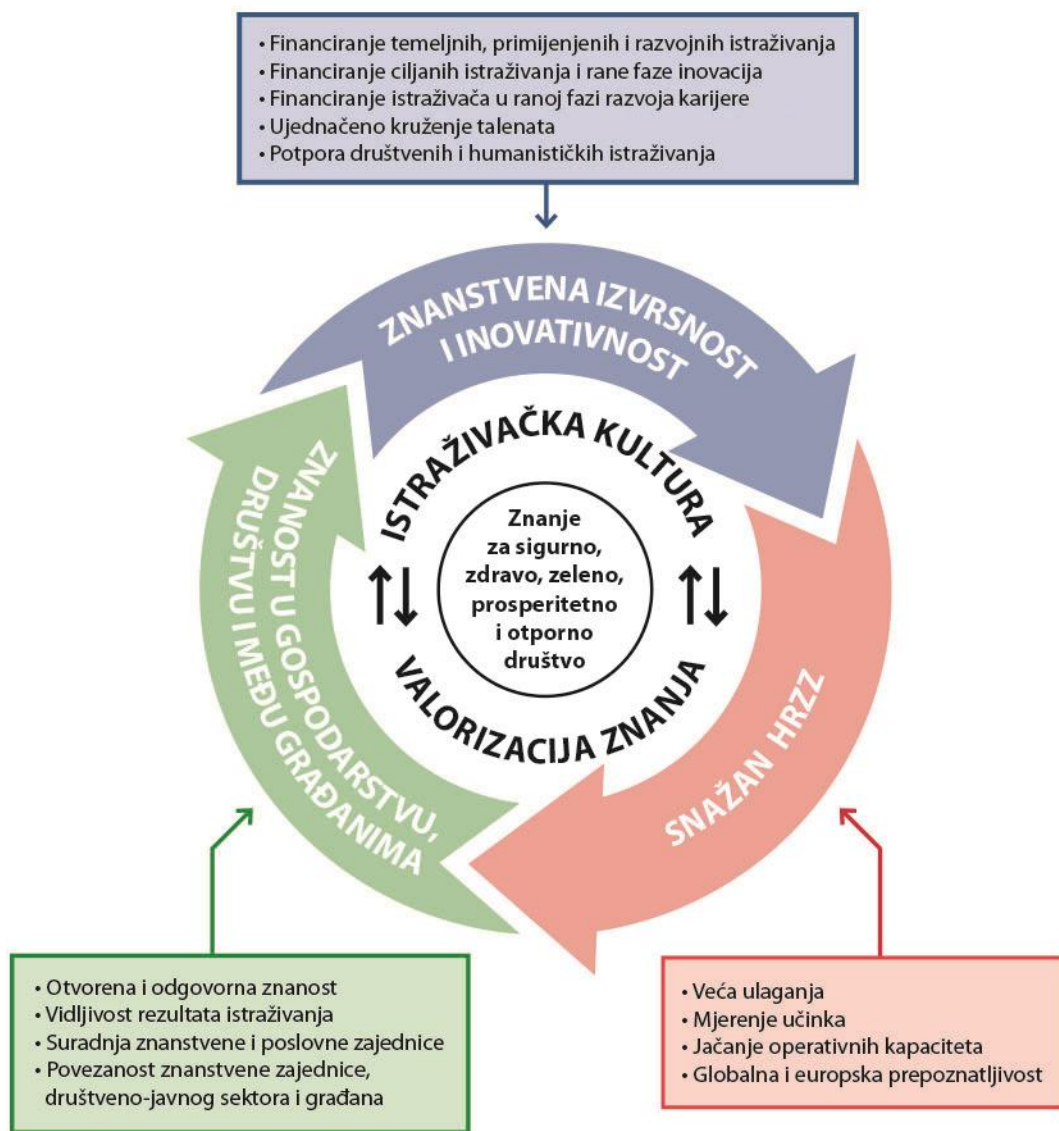 • Financiranje temeljnih, primijenjenih i razvojnih istraživanja
• Financiranje ciljanih istraživanja i rane faze inovacija
• Financiranje istraživača u ranoj fazi razvoja karijere
• Ujednačeno kruženje talenata
• Potpora društvenih i humanističkih istraživanja
ZNANSTVENA IZVRSNOST
I INOVATIVNOST
ISTRAŽIVAČKA KULTURA
Znanje
za sigurno,
zdravo, zeleno,
prosperitetno
i otporno
društvo
VALORIZACIJA ZNANJA
ZNANOST U GOSPODARSTVU,
DRUŠTVU I MEĐU GRAĐANIMA
SNAŽAN HRZZ
• Otvorena i odgovorna znanost
• Vidljivost rezultata istraživanja
• Suradnja znanstvene i poslovne zajednice
• Povezanost znanstvene zajednice,
društveno-javnog sektora i građana
• Veća ulaganja
• Mjerenje učinka
• Jačanje operativnih kapaciteta
• Globalna i europska prepoznatljivost